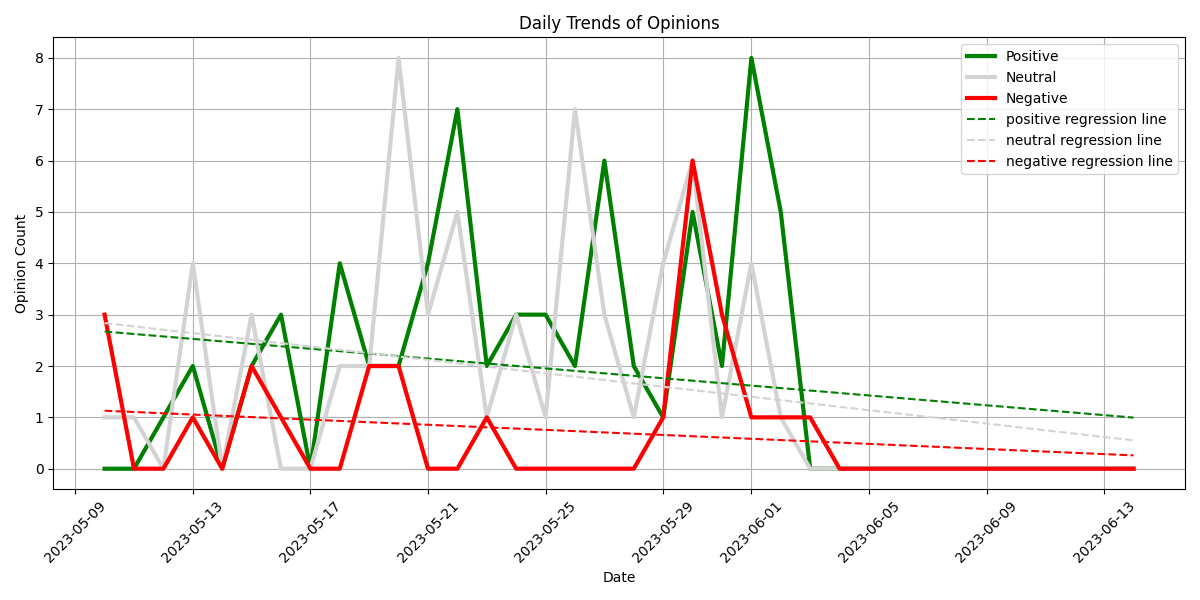 Daily Trends of Opinions
Positive
Neutral
Negative
positive regression line
neutral regression line
negative regression line
Opinion Count
8
7
6
5
4
3
2
1
0
2023-05-09
2023-05-13
2023-05-17
2023-05-21
2023-05-25
2023-05-29
2023-06-01
2023-06-05
2023-06-09
2023-06-13
Date